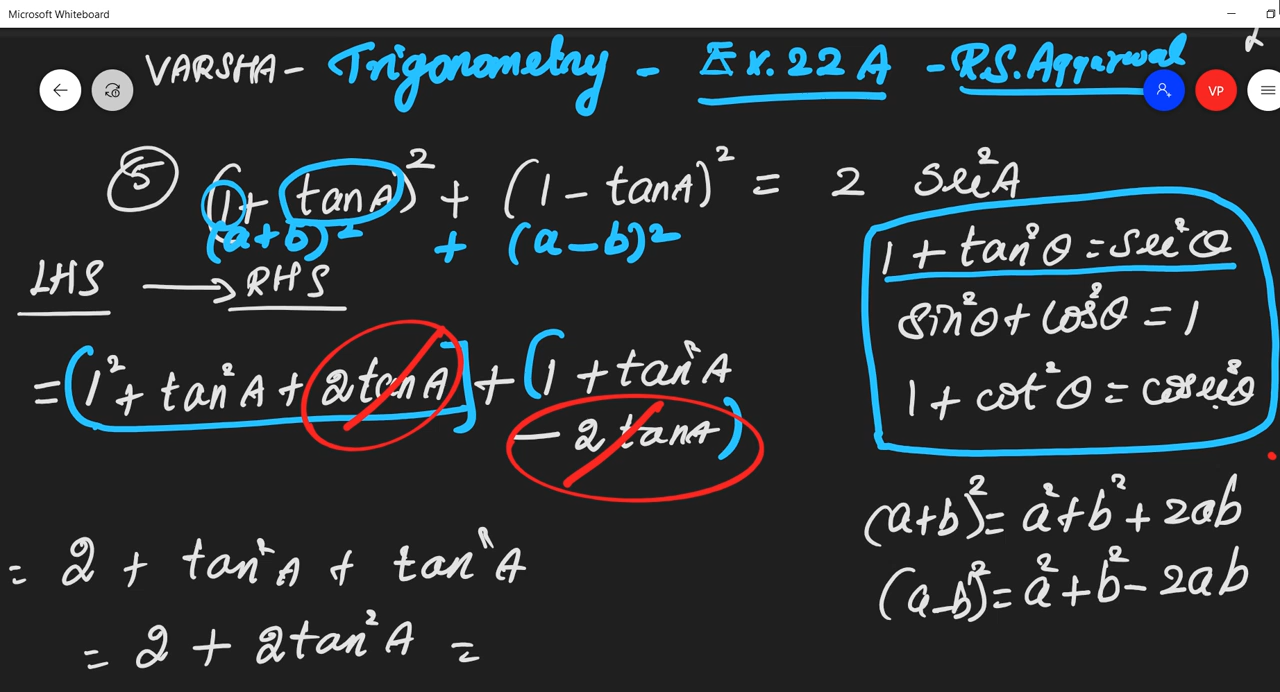 Microsoft Whiteboard
VARSHA - Trigonometry - Ex. 22 A - R.S. Aggarwal
VP
⑤ (1 + tanA)² + (1 - tanA)² = 2 sec²A
(a+b)² + (a-b)²
LHS → RHS
= (1² + tan²A + 2tanA] + (1 + tan²A
- 2 tanA)
= 2 + tan²A + tan²A
= 2 + 2tan²A =
1 + tan²θ = sec²θ
sin²θ + cos²θ = 1
1 + cot²θ = cosec²θ
(a+b)² = a² + b² + 2ab
(a-b)² = a² + b² - 2ab